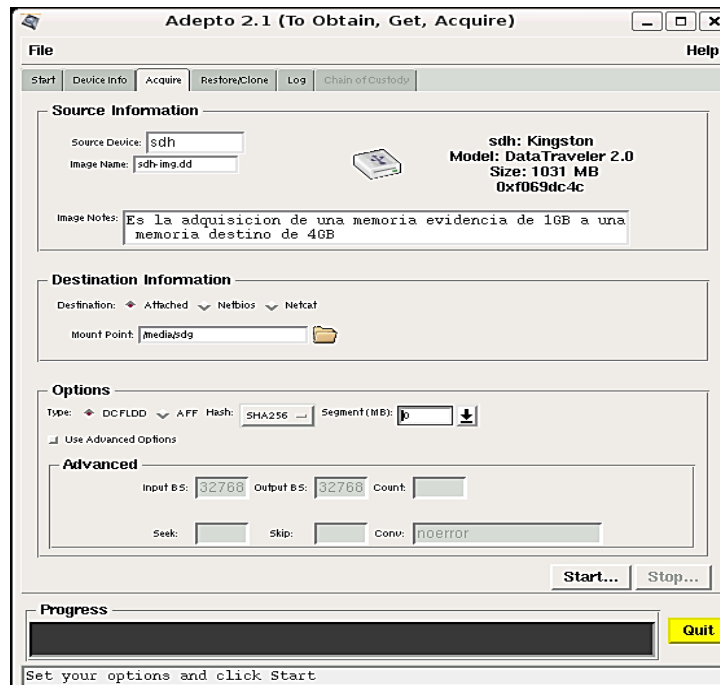 Adepto 2.1 (To Obtain, Get, Acquire)
File Help
Start Device Info Acquire Restore/Clone Log Chain of Custody
Source Information
Source Device: sdh
Image Name: sdh-img.dd
sdh: Kingston
Model: DataTraveler 2.0
Size: 1031 MB
0xf069dc4c
Image Notes: Es la adquisicion de una memoria evidencia de 1GB a una
memoria destino de 4GB
Destination Information
Destination: Attached Netbios Netcat
Mount Point: /media/sdg
Options
Type: DCFLDD AFF Hash: SHA256 Segment (MB): 0
Use Advanced Options
Advanced
Input BS: 32768 Output BS: 32768 Count:
Seek: Skip: Conv: noerror
Start... Stop...
Progress
Quit
Set your options and click Start